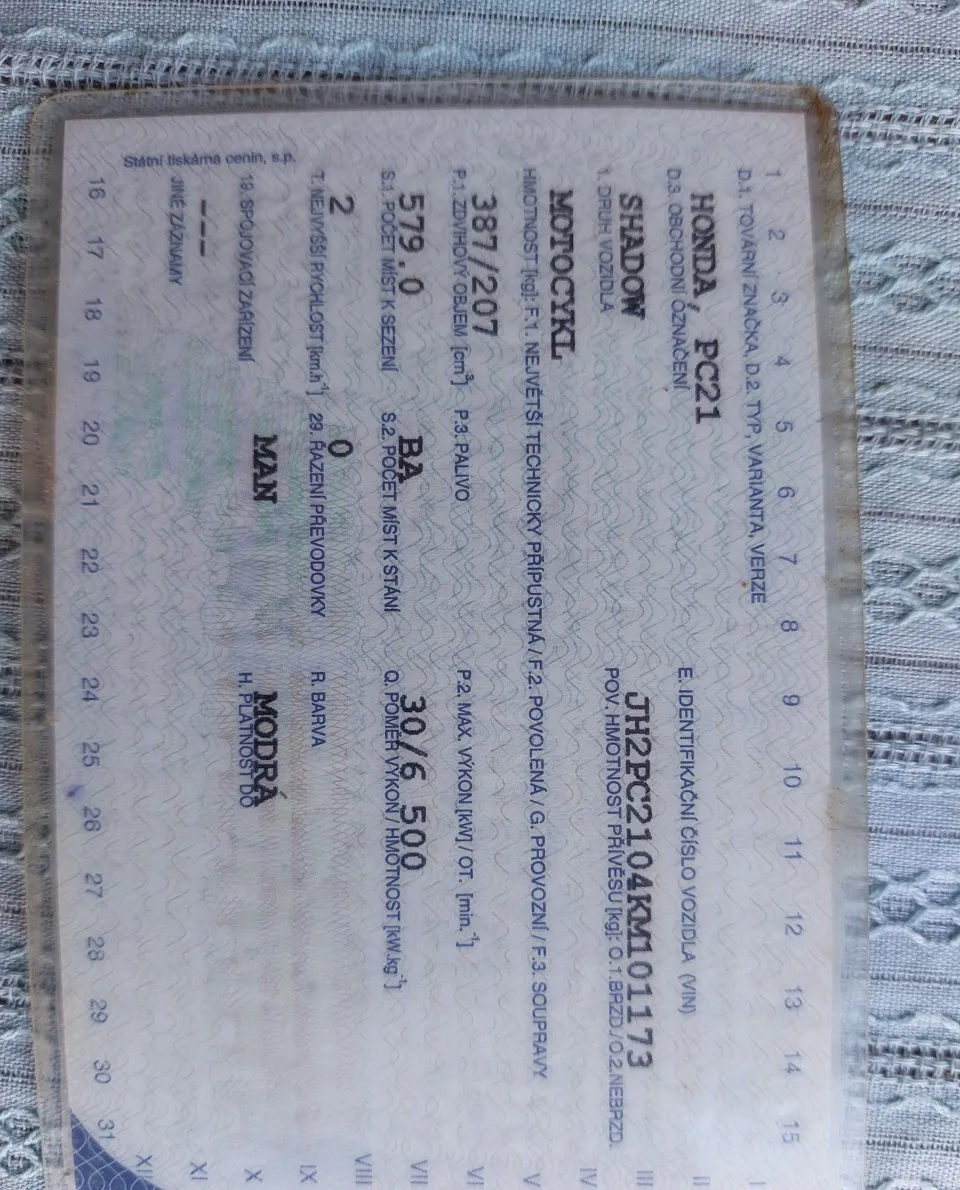 1 2 3 4 5 6 7 8 9 10 11 12 13 14 15 I
D.1. TOVÁRNÍ ZNAČKA, D.2. TYP, VARIANTA, VERZE
HONDA, PC21 II
D.3. OBCHODNÍ OZNAČENÍ E. IDENTIFIKAČNÍ ČÍSLO VOZIDLA (VIN)
SHADOW JH2PC2104KM101173 III
1. DRUH VOZIDLA POV. HMOTNOST PŘÍVĚSU [kg]: O.1.BRZD./O.2.NEBRZD.
MOTOCYKL IV
HMOTNOST [kg]: F.1. NEJVĚTŠÍ TECHNICKY PŘÍPUSTNÁ / F.2. POVOLENÁ / G. PROVOZNÍ / F.3. SOUPRAVY V
387/207 VI
P.1. ZDVIHOVÝ OBJEM [cm³] P.3. PALIVO P.2. MAX. VÝKON [kW] / OT. [min.⁻¹]
579.0 BA 30/6 500 VII
S.1. POČET MÍST K SEZENÍ S.2. POČET MÍST K STÁNÍ Q. POMĚR VÝKON / HMOTNOST [kW.kg⁻¹]
2 0 VIII
T. NEJVYŠŠÍ RYCHLOST [km.h⁻¹] 29. ŘAZENÍ PŘEVODOVKY R. BARVA IX
MAN MODRÁ X
19. SPOJOVACÍ ZAŘÍZENÍ H. PLATNOST DO
--- XI
JINÉ ZÁZNAMY XII
Státní tiskárna cenin, s.p.
16 17 18 19 20 21 22 23 24 25 26 27 28 29 30 31